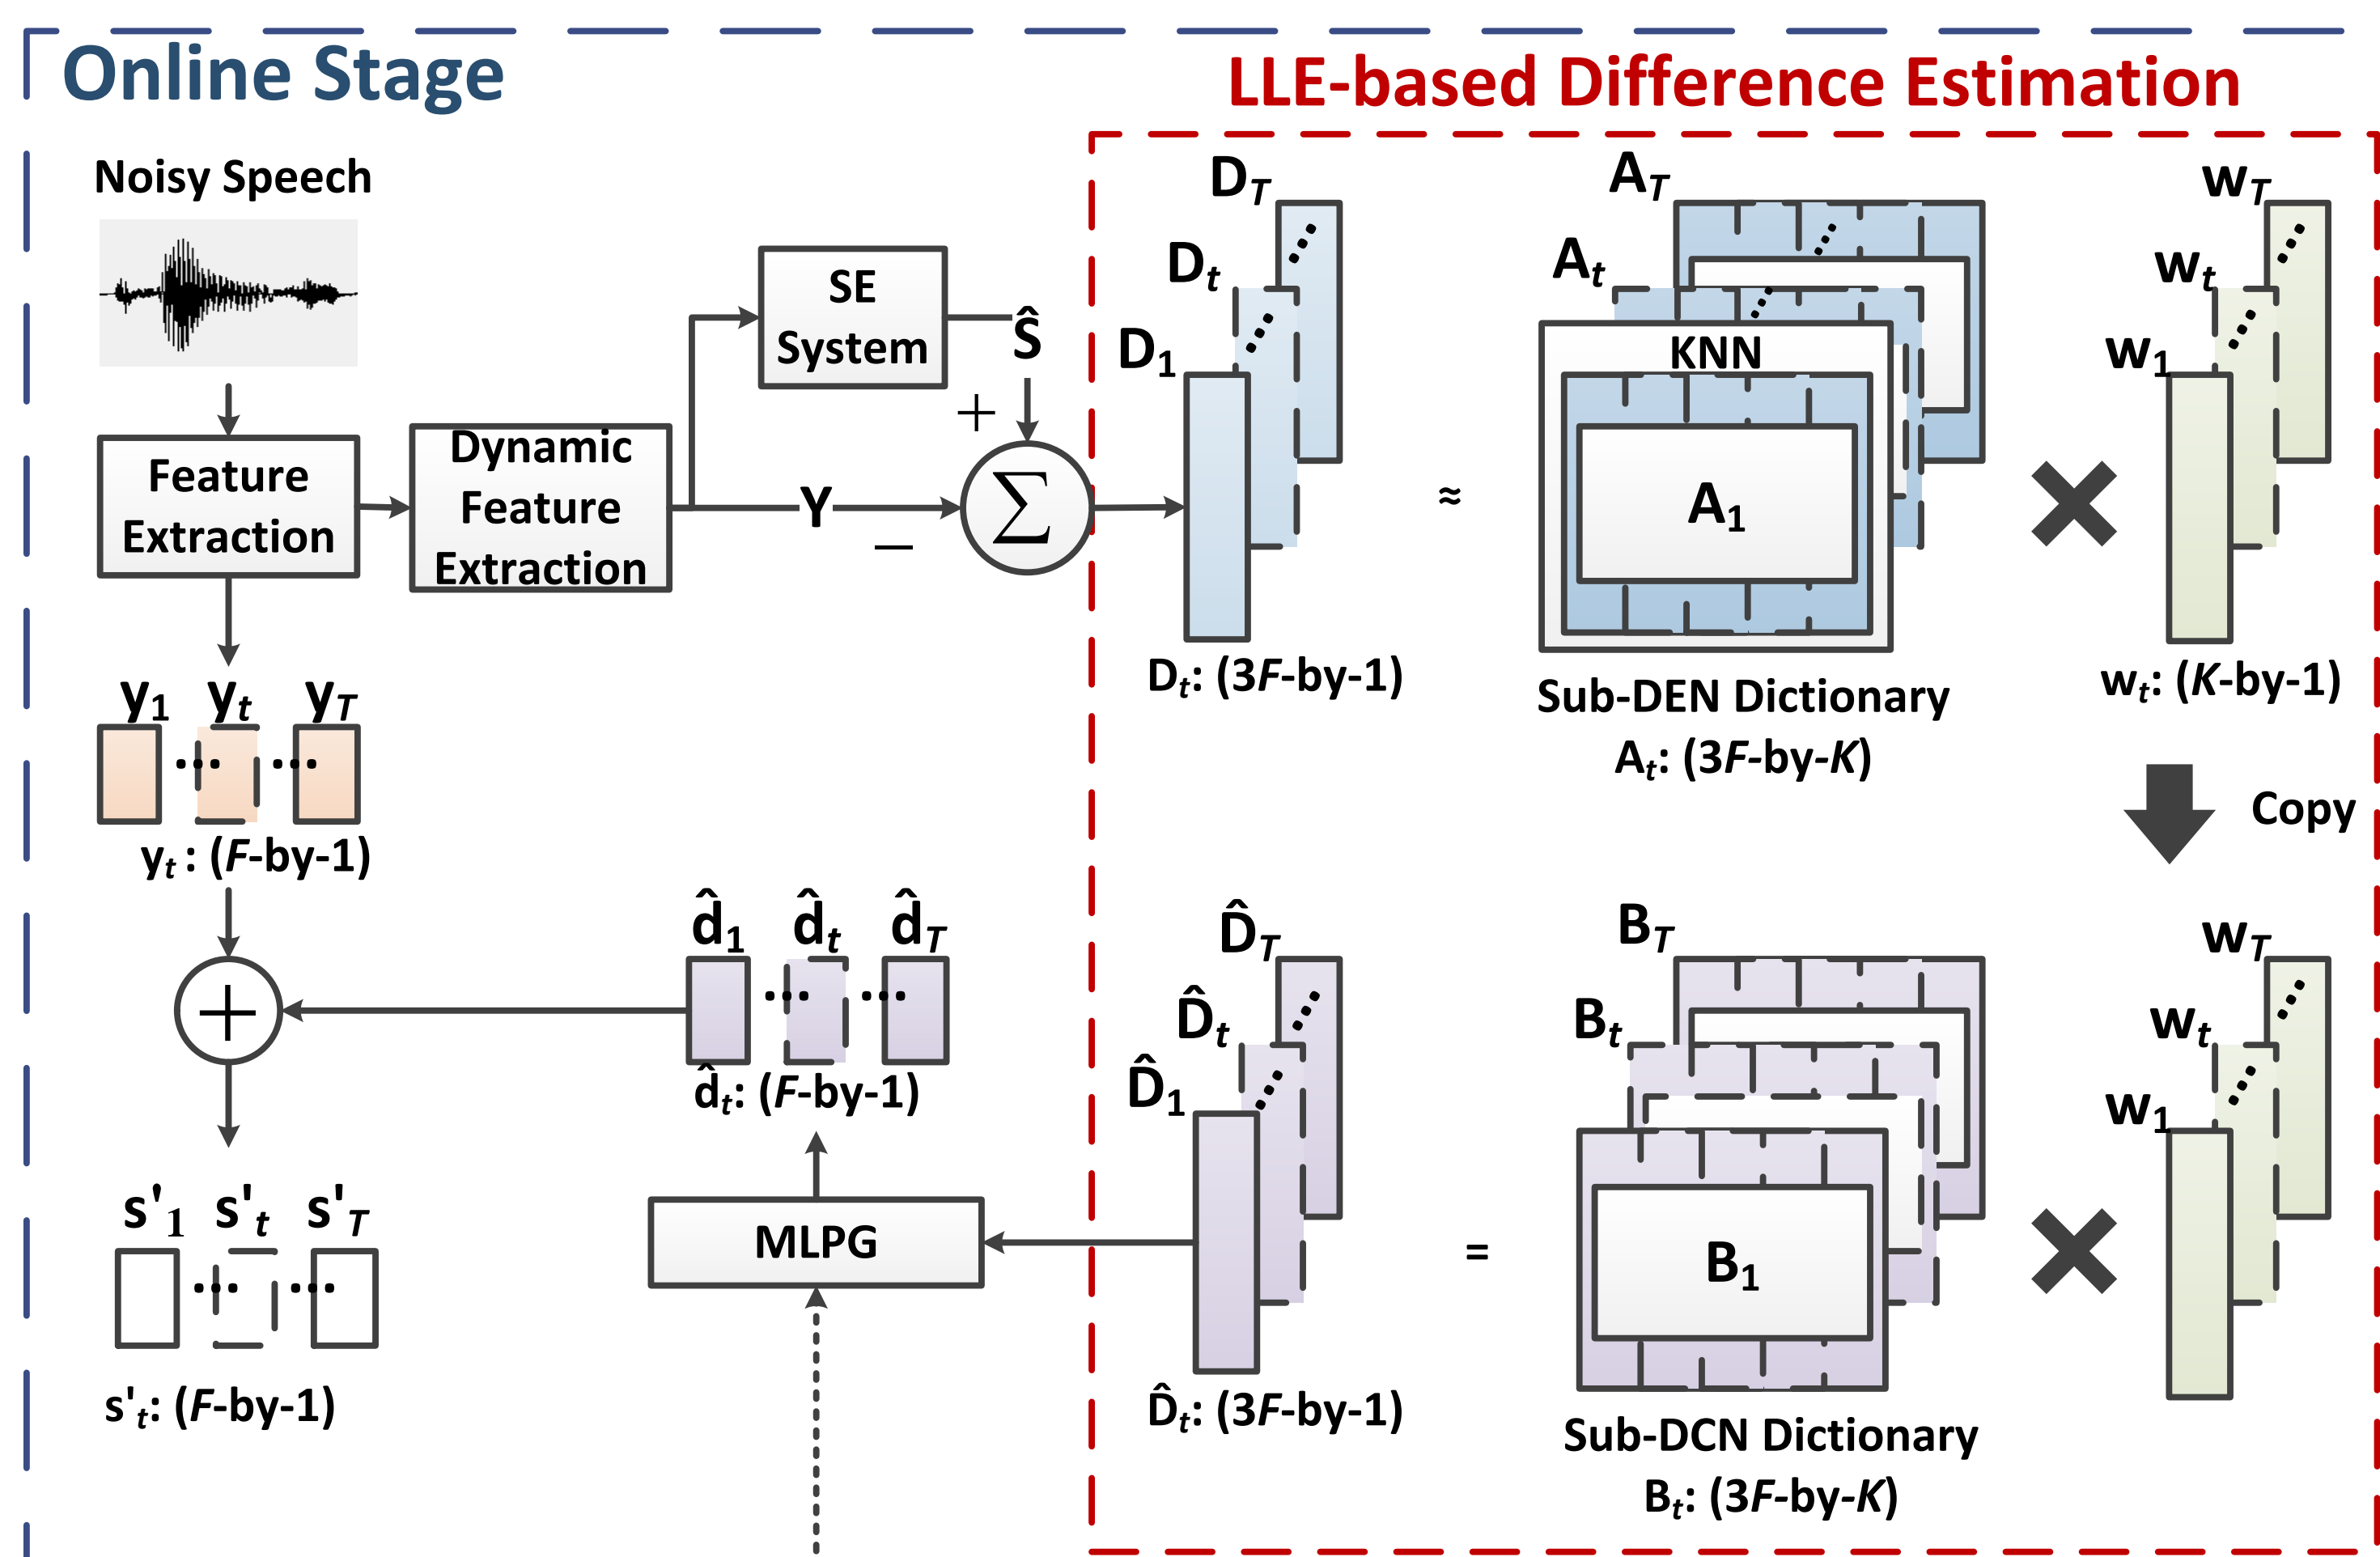 Online Stage
LLE-based Difference Estimation
Noisy Speech
Feature
Extraction
Dynamic
Feature
Extraction
SE
System
Ŝ
+
Y
−
∑
D_T
D_t
D_1
D_t: (3F-by-1)
≈
A_T
A_t
KNN
A_1
Sub-DEN Dictionary
A_t: (3F-by-K)
w_T
w_t
w_1
w_t: (K-by-1)
Copy
y_1 y_t y_T
y_t : (F-by-1)
+
d̂_1 d̂_t d̂_T
d̂_t: (F-by-1)
MLPG
s'_1 s'_t s'_T
s'_t: (F-by-1)
D̂_T
D̂_t
D̂_1
D̂_t: (3F-by-1)
=
B_T
B_t
B_1
Sub-DCN Dictionary
B_t: (3F-by-K)
w_T
w_t
w_1